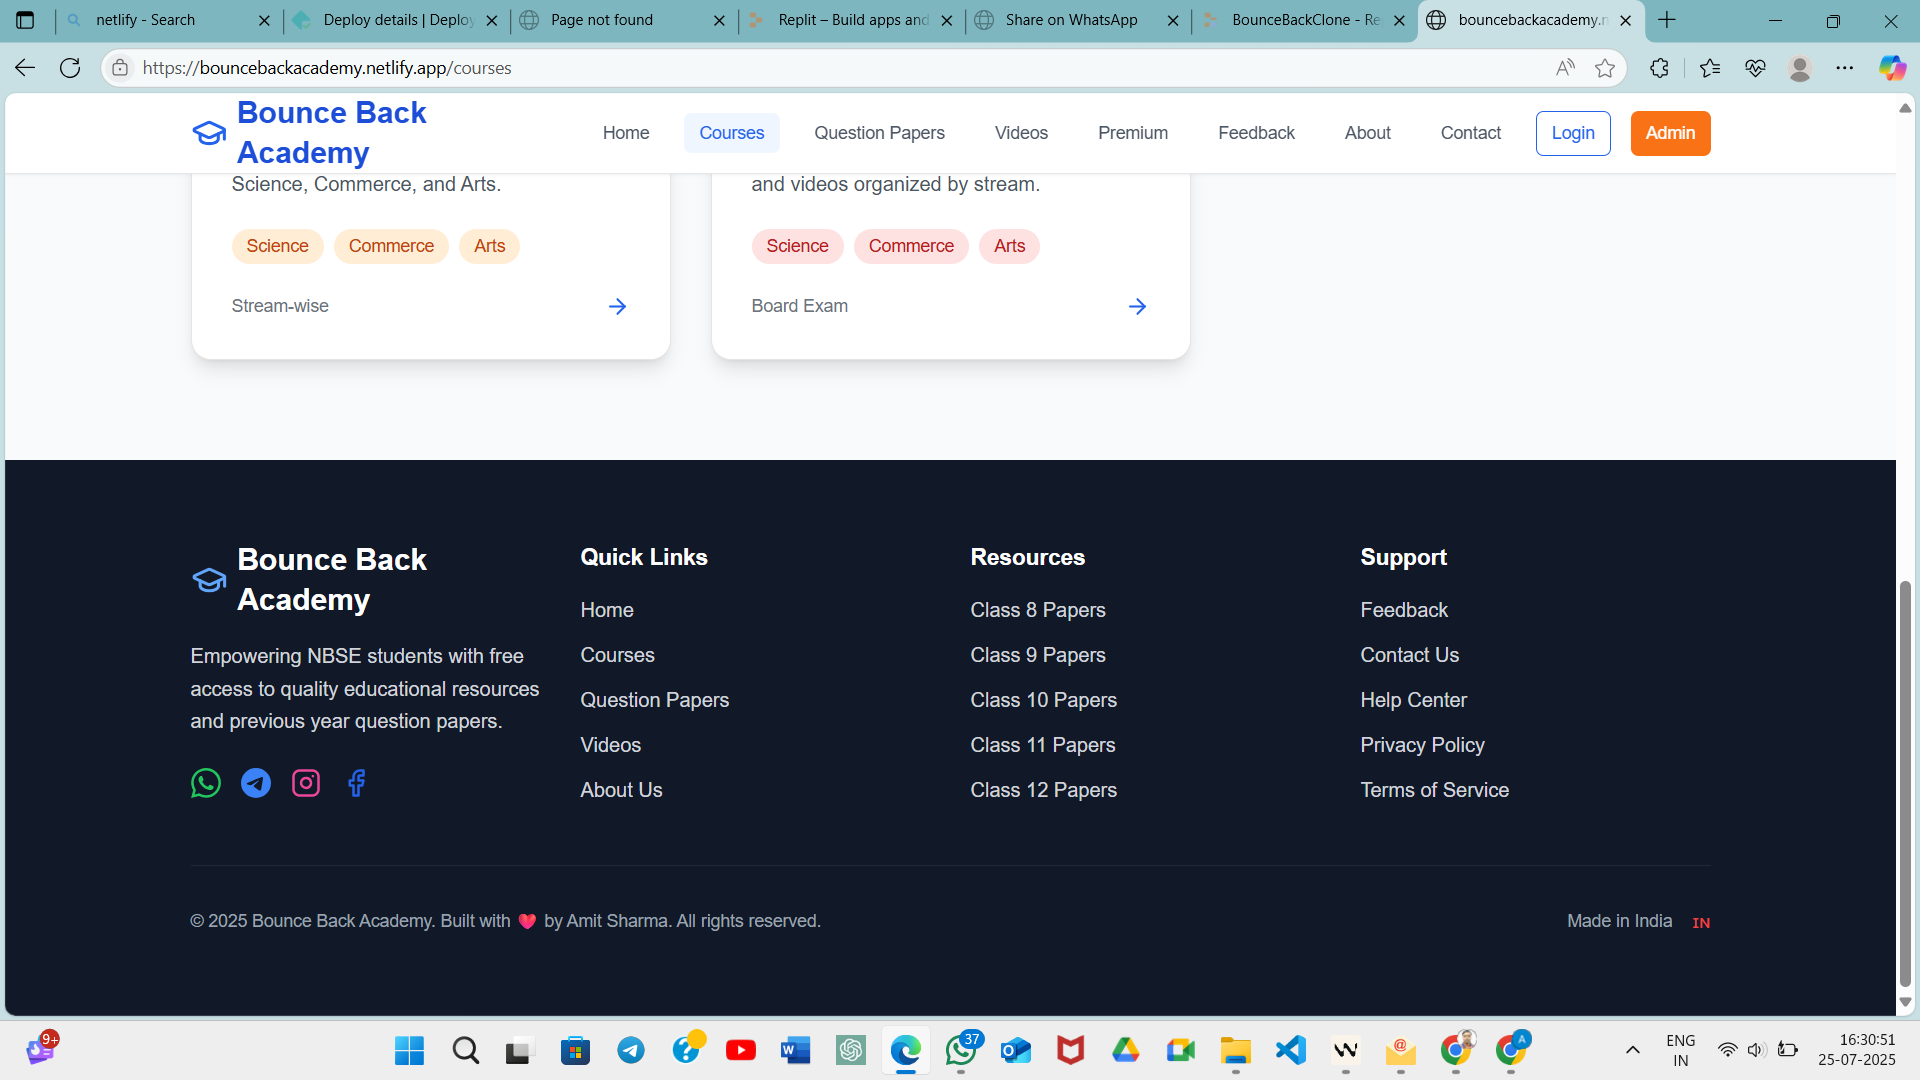 netlify - Search
Deploy details | Deploy
Page not found
Replit – Build apps and
Share on WhatsApp
BounceBackClone - Re
bouncebackacademy.n
https://bouncebackacademy.netlify.app/courses
Bounce Back
Academy
Home
Courses
Question Papers
Videos
Premium
Feedback
About
Contact
Login
Admin
Science, Commerce, and Arts.
Science
Commerce
Arts
Stream-wise
and videos organized by stream.
Science
Commerce
Arts
Board Exam
Bounce Back
Academy
Empowering NBSE students with free
access to quality educational resources
and previous year question papers.
Quick Links
Home
Courses
Question Papers
Videos
About Us
Resources
Class 8 Papers
Class 9 Papers
Class 10 Papers
Class 11 Papers
Class 12 Papers
Support
Feedback
Contact Us
Help Center
Privacy Policy
Terms of Service
© 2025 Bounce Back Academy. Built with ❤ by Amit Sharma. All rights reserved.
Made in India IN
9+
37
A
ENG
IN
16:30:51
25-07-2025